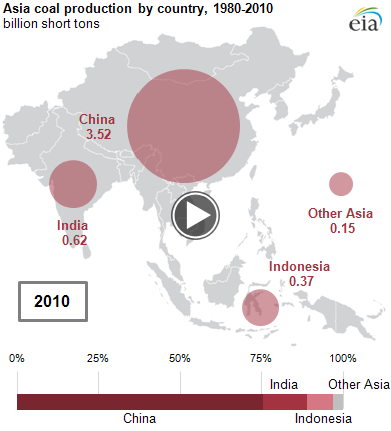 Asia coal production by country, 1980-2010
billion short tons
eia
China
3.52
India
0.62
Other Asia
0.15
Indonesia
0.37
2010
0% 25% 50% 75% 100%
India Other Asia
China Indonesia